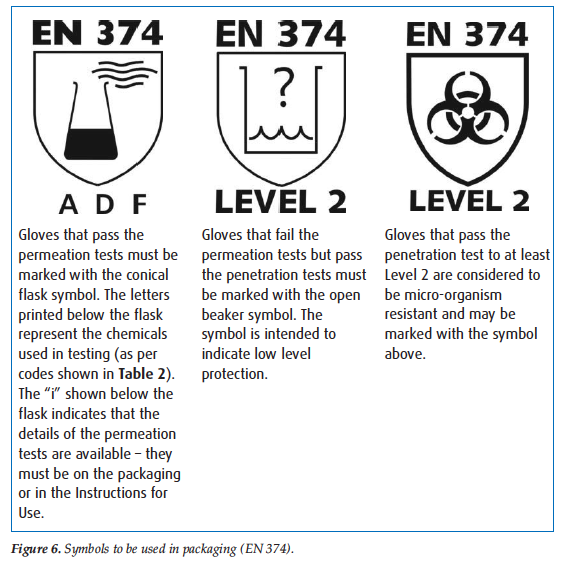 EN 374
A D F
Gloves that pass the
permeation tests must be
marked with the conical
flask symbol. The letters
printed below the flask
represent the chemicals
used in testing (as per
codes shown in Table 2).
The “i” shown below the
flask indicates that the
details of the permeation
tests are available – they
must be on the packaging
or in the Instructions for
Use.
EN 374
?
LEVEL 2
Gloves that fail the
permeation tests but pass
the penetration tests must
be marked with the open
beaker symbol. The
symbol is intended to
indicate low level
protection.
EN 374
LEVEL 2
Gloves that pass the
penetration test to at least
Level 2 are considered to
be micro-organism
resistant and may be
marked with the symbol
above.
Figure 6. Symbols to be used in packaging (EN 374).